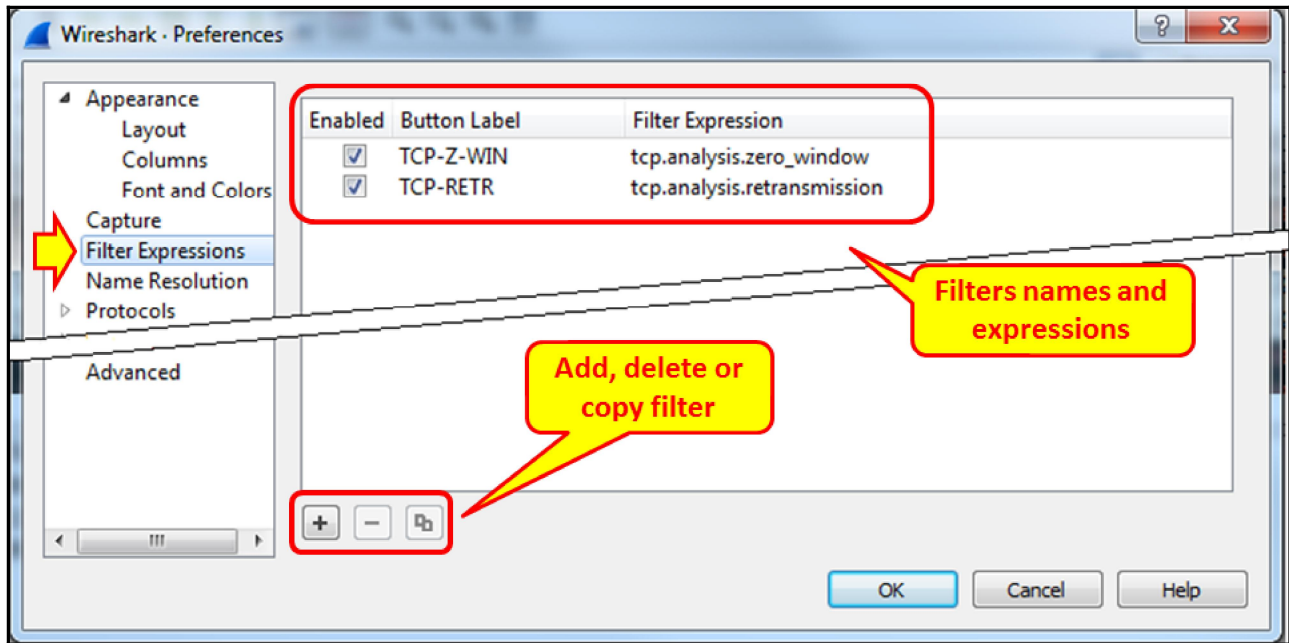 Wireshark · Preferences
Appearance
Layout
Columns
Font and Colors
Capture
Filter Expressions
Name Resolution
Protocols
Advanced
Enabled Button Label Filter Expression
TCP-Z-WIN tcp.analysis.zero_window
TCP-RETR tcp.analysis.retransmission
Filters names and
expressions
Add, delete or
copy filter
OK Cancel Help